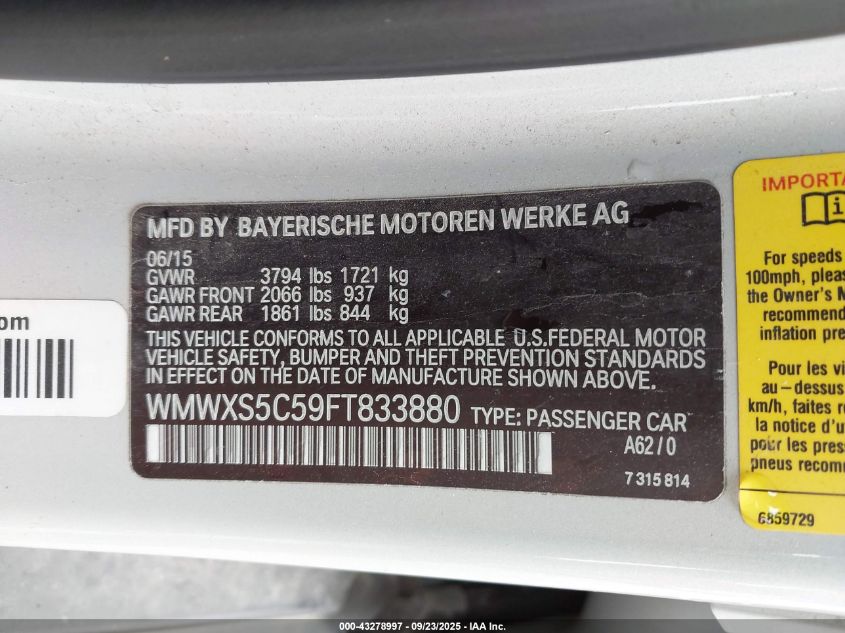 MFD BY BAYERISCHE MOTOREN WERKE AG
06/15
GVWR 3794 lbs 1721 kg
GAWR FRONT 2066 lbs 937 kg
GAWR REAR 1861 lbs 844 kg
THIS VEHICLE CONFORMS TO ALL APPLICABLE U.S.FEDERAL MOTOR
VEHICLE SAFETY, BUMPER AND THEFT PREVENTION STANDARDS
IN EFFECT ON THE DATE OF MANUFACTURE SHOWN ABOVE.
WMWXS5C59FT833880 TYPE: PASSENGER CAR
A62/0
7 315 814
om
IMPORTA
i
For speeds
100mph, pleas
the Owner's M
recommend
inflation pre
Pour les vi
au-dessus
km/h, faites
la notice d'u
pour les pres
pneus recom
6859729
000-43278997 - 09/23/2025 - IAA Inc.